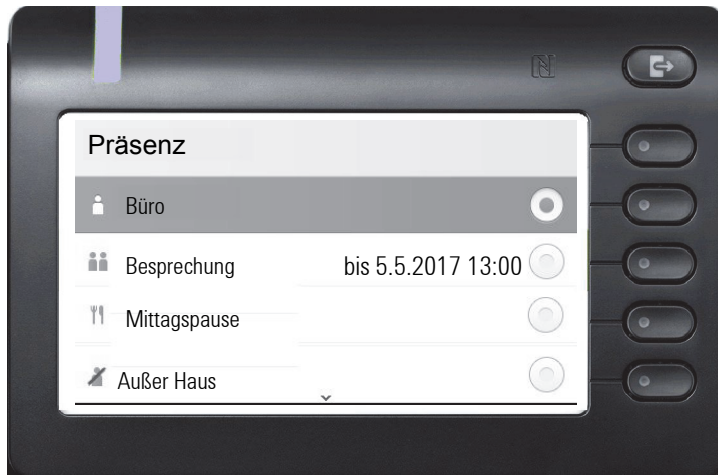 Präsenz
Büro
Besprechung bis 5.5.2017 13:00
Mittagspause
Außer Haus